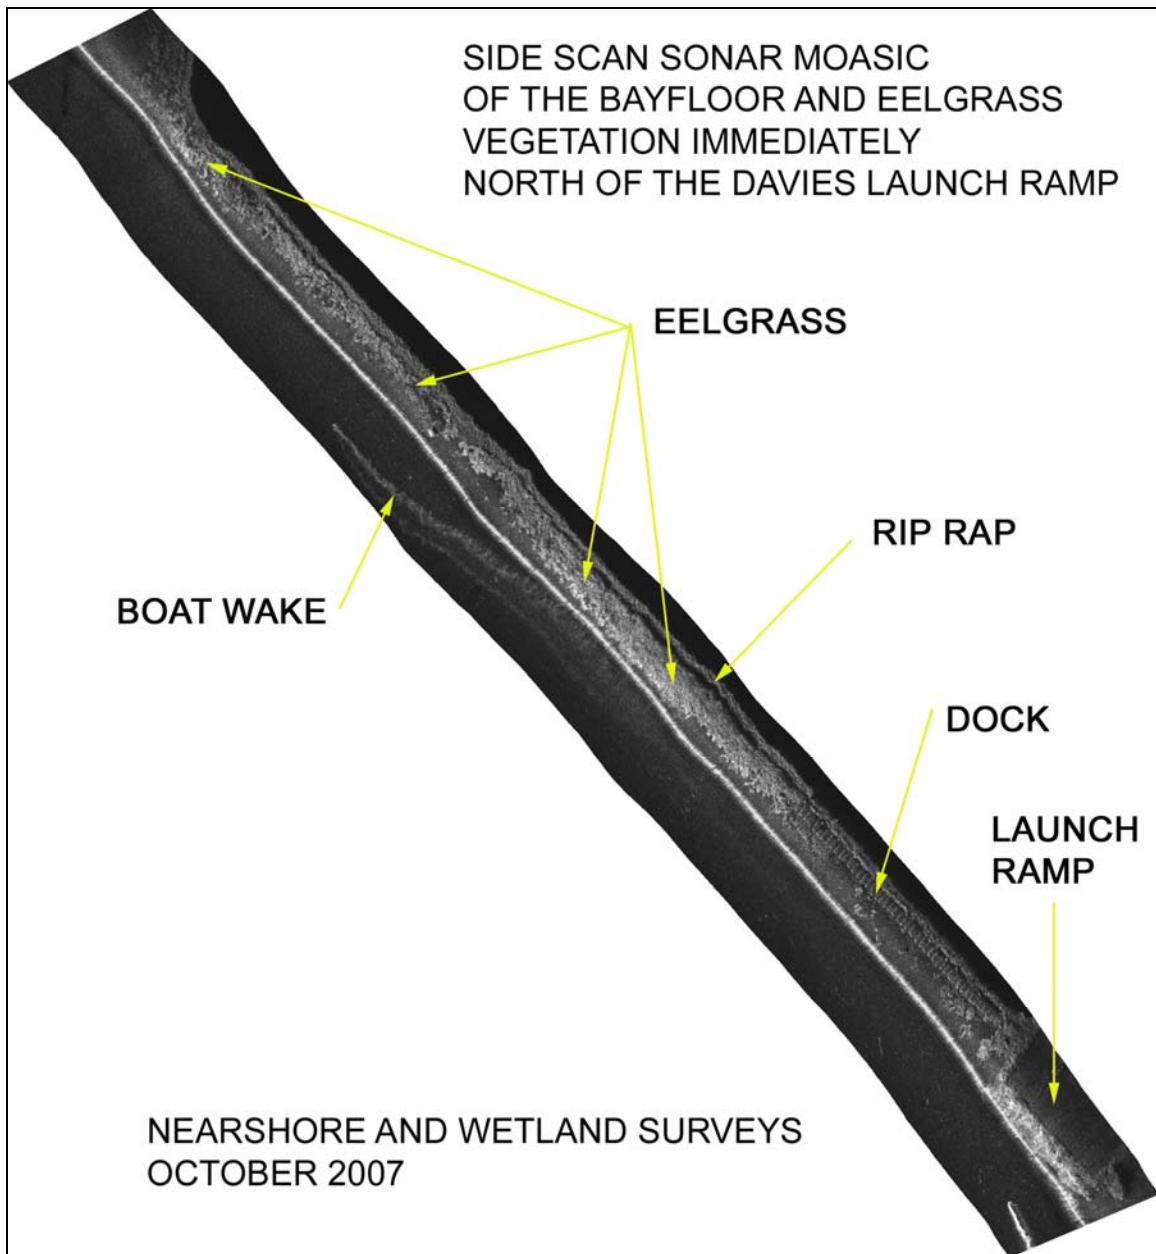 SIDE SCAN SONAR MOASIC
OF THE BAYFLOOR AND EELGRASS
VEGETATION IMMEDIATELY
NORTH OF THE DAVIES LAUNCH RAMP
EELGRASS
RIP RAP
BOAT WAKE
DOCK
LAUNCH
RAMP
NEARSHORE AND WETLAND SURVEYS
OCTOBER 2007